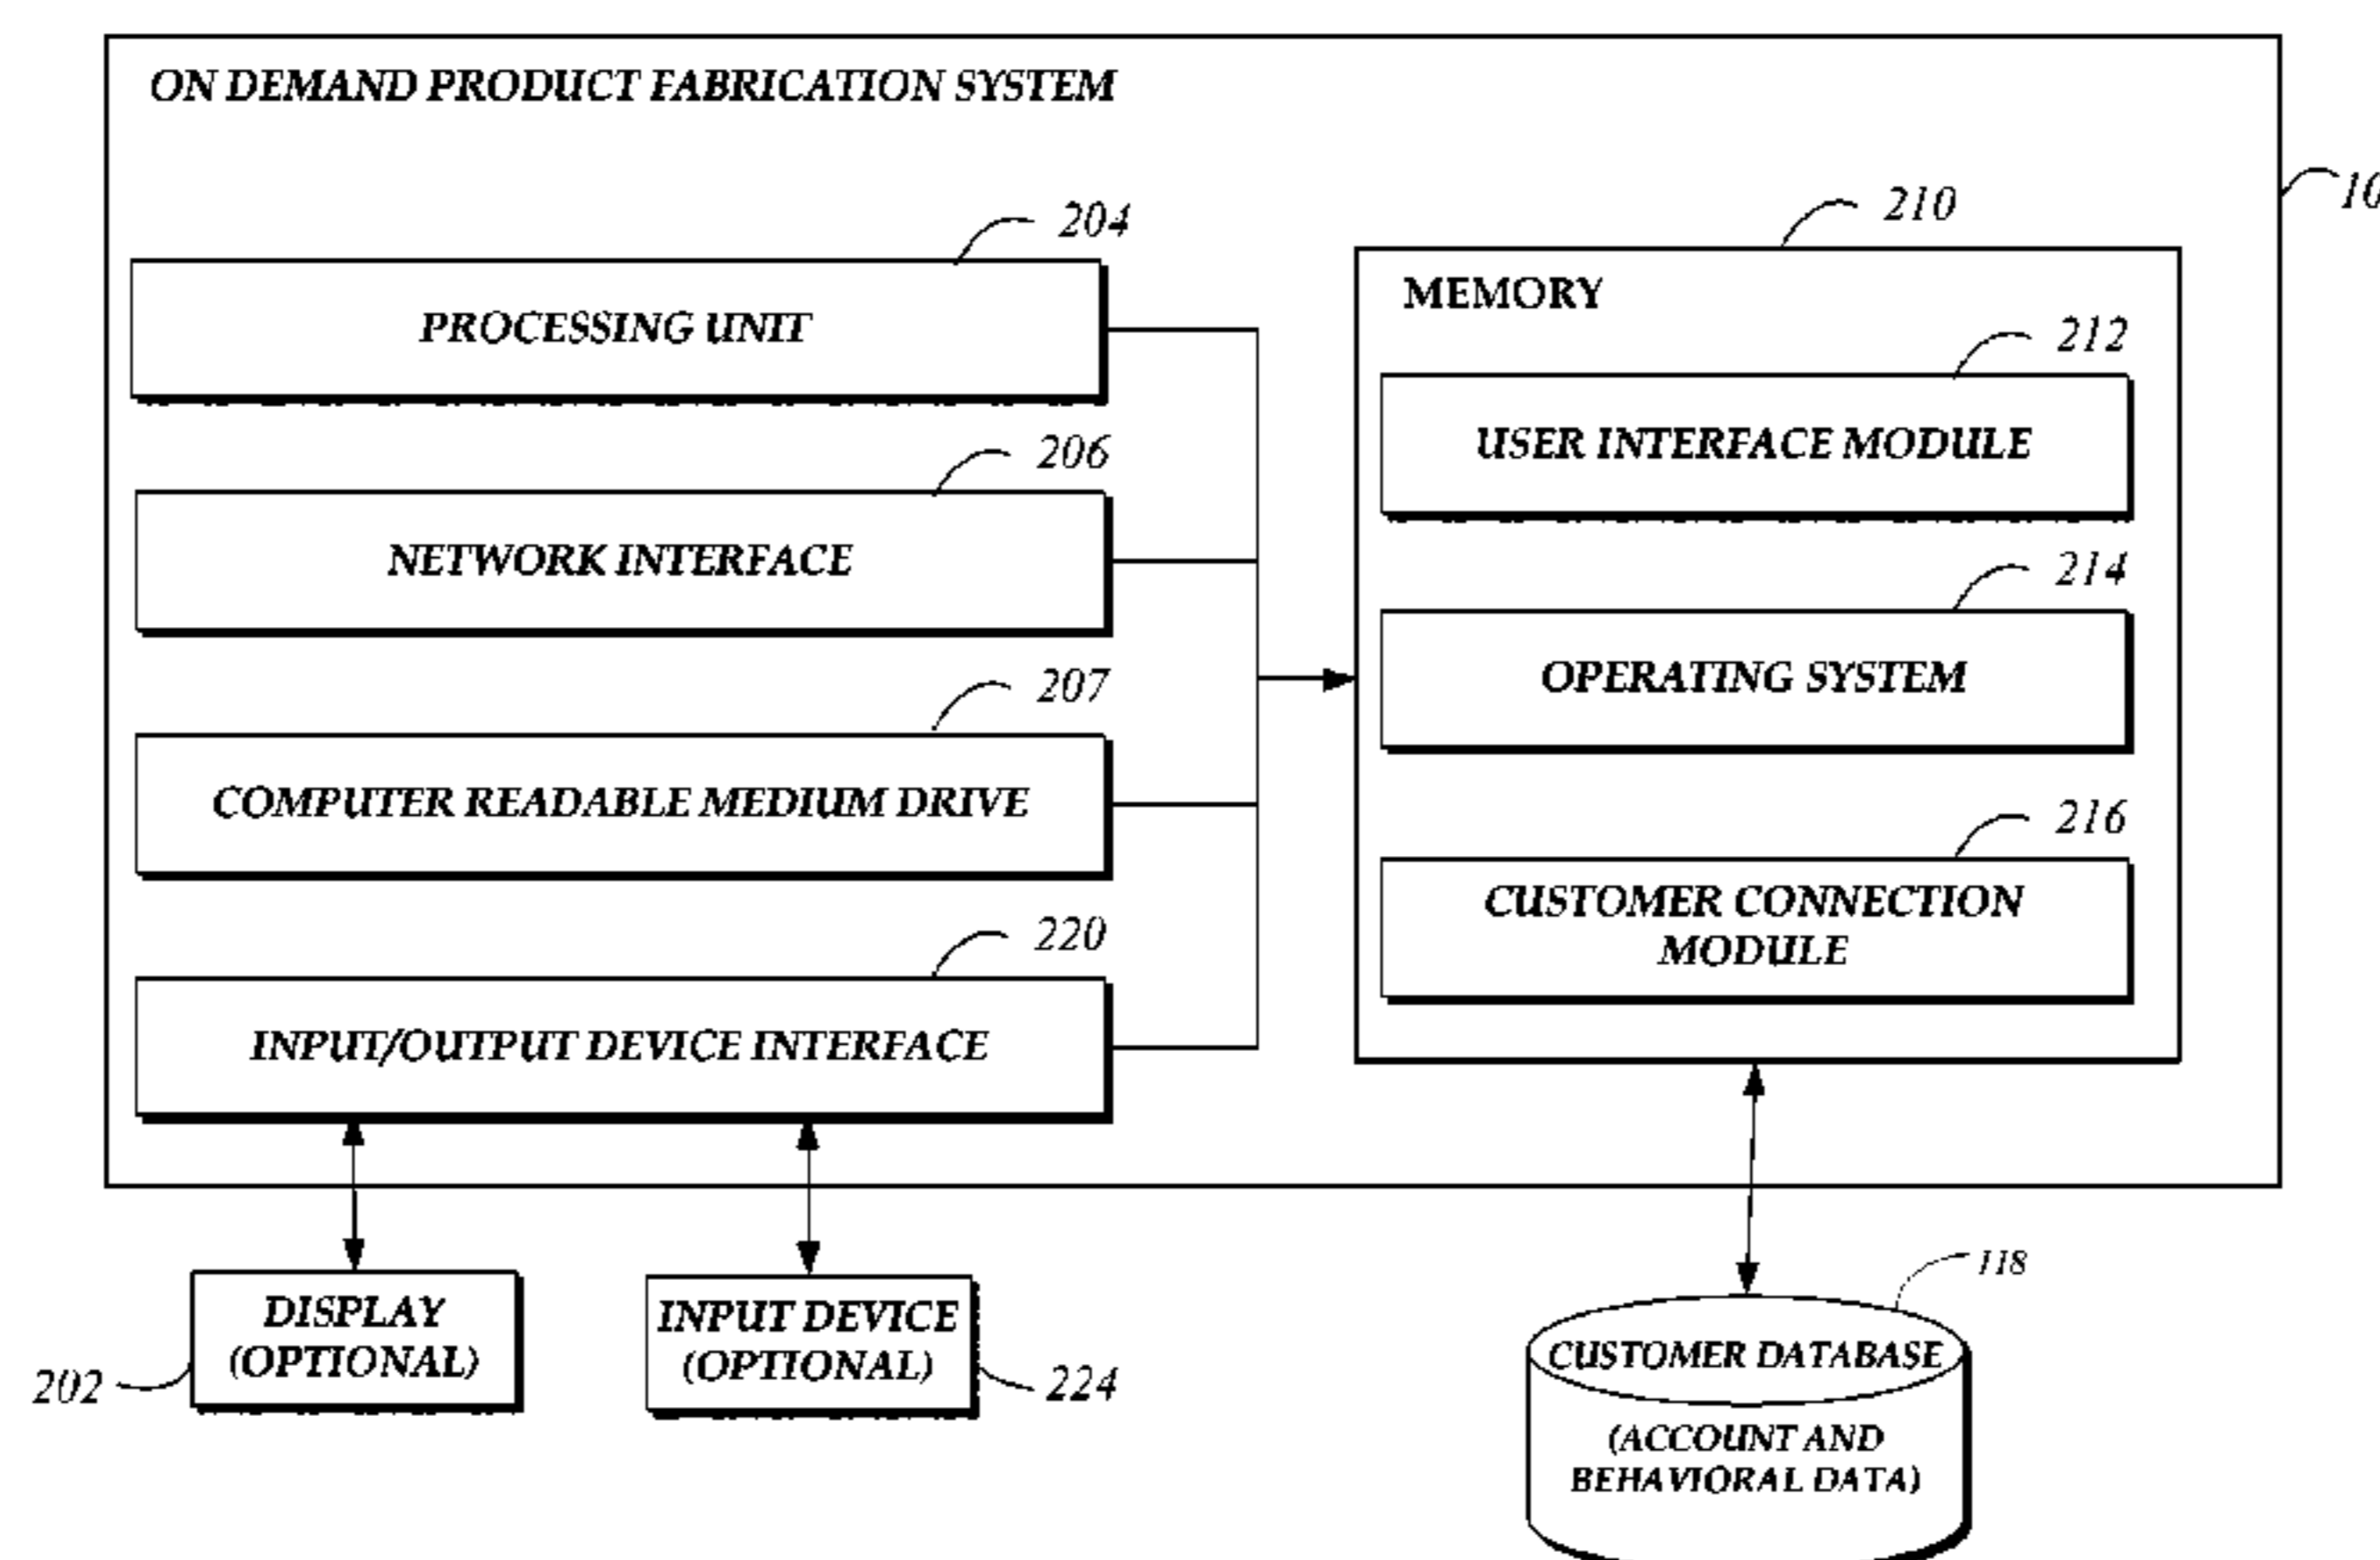 ON DEMAND PRODUCT FABRICATION SYSTEM
10
204
210
PROCESSING UNIT
MEMORY
212
USER INTERFACE MODULE
206
NETWORK INTERFACE
214
OPERATING SYSTEM
207
COMPUTER READABLE MEDIUM DRIVE
216
CUSTOMER CONNECTION
MODULE
220
INPUT/OUTPUT DEVICE INTERFACE
DISPLAY
(OPTIONAL)
202
INPUT DEVICE
(OPTIONAL)
224
118
CUSTOMER DATABASE
(ACCOUNT AND
BEHAVIORAL DATA)